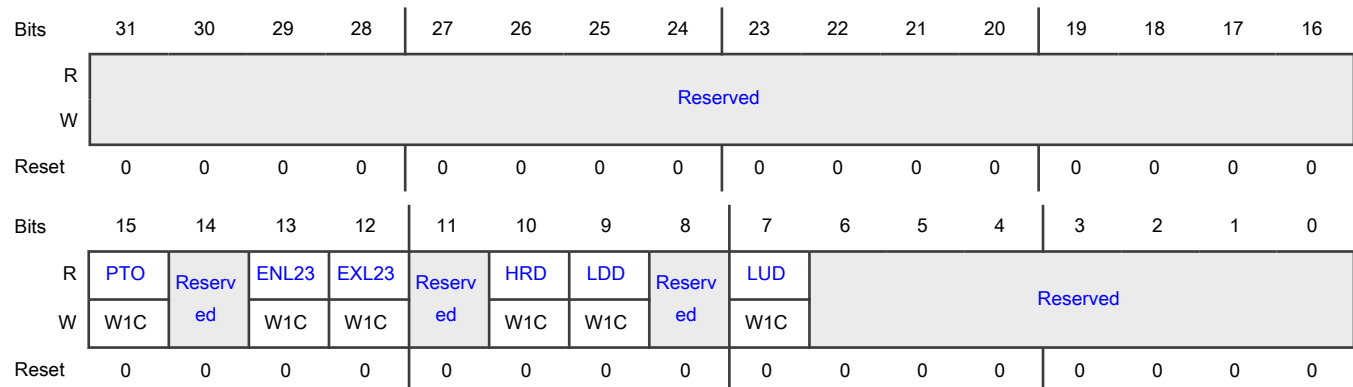 Bits 31 30 29 28 27 26 25 24 23 22 21 20 19 18 17 16
R
Reserved
W
Reset 0 0 0 0 0 0 0 0 0 0 0 0 0 0 0 0
Bits 15 14 13 12 11 10 9 8 7 6 5 4 3 2 1 0
R PTO Reserv ENL23 EXL23 Reserv HRD LDD Reserv LUD
Reserved
W W1C ed W1C W1C ed W1C W1C ed W1C
Reset 0 0 0 0 0 0 0 0 0 0 0 0 0 0 0 0